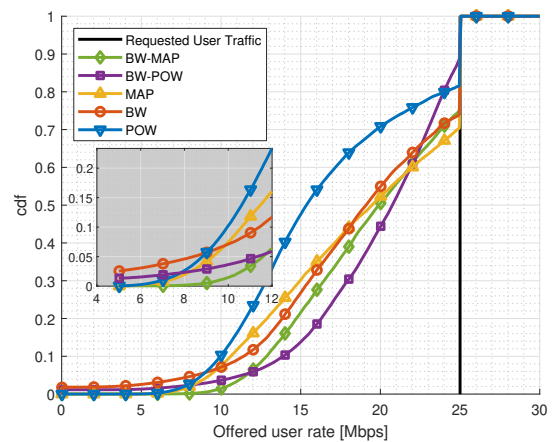 1
0.9
0.8
0.7
0.6
0.5
0.4
0.3
0.2
0.1
0
cdf
Requested User Traffic
BW-MAP
BW-POW
MAP
BW
POW
0.2
0.15
0.1
0.05
0
4 6 8 10 12
0 5 10 15 20 25 30
Offered user rate [Mbps]